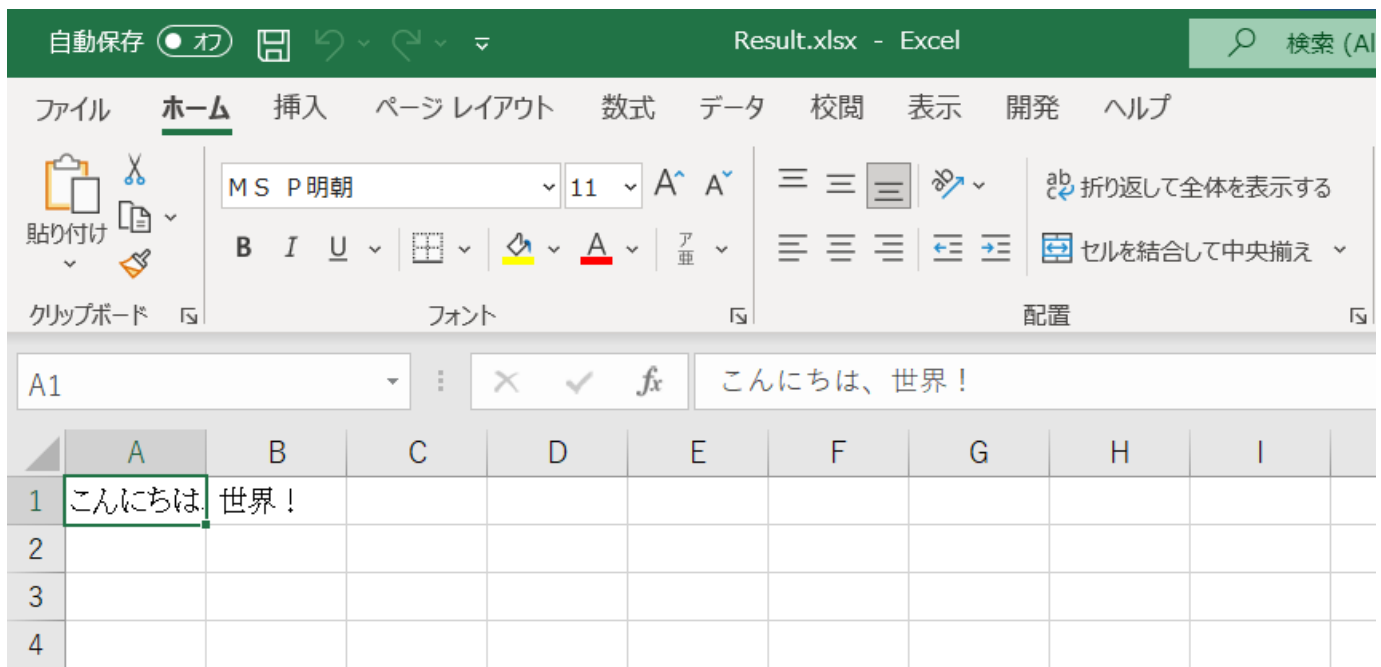 自動保存 オフ Result.xlsx - Excel 検索 (Al
ファイル ホーム 挿入 ページ レイアウト 数式 データ 校閲 表示 開発 ヘルプ
貼り付け ＭＳ Ｐ明朝 11 A A ab 折り返して全体を表示する
B I U A ア亜 セルを結合して中央揃え
クリップボード フォント 配置
A1 fx こんにちは、世界！
A B C D E F G H I
1 こんにちは、世界！
2
3
4